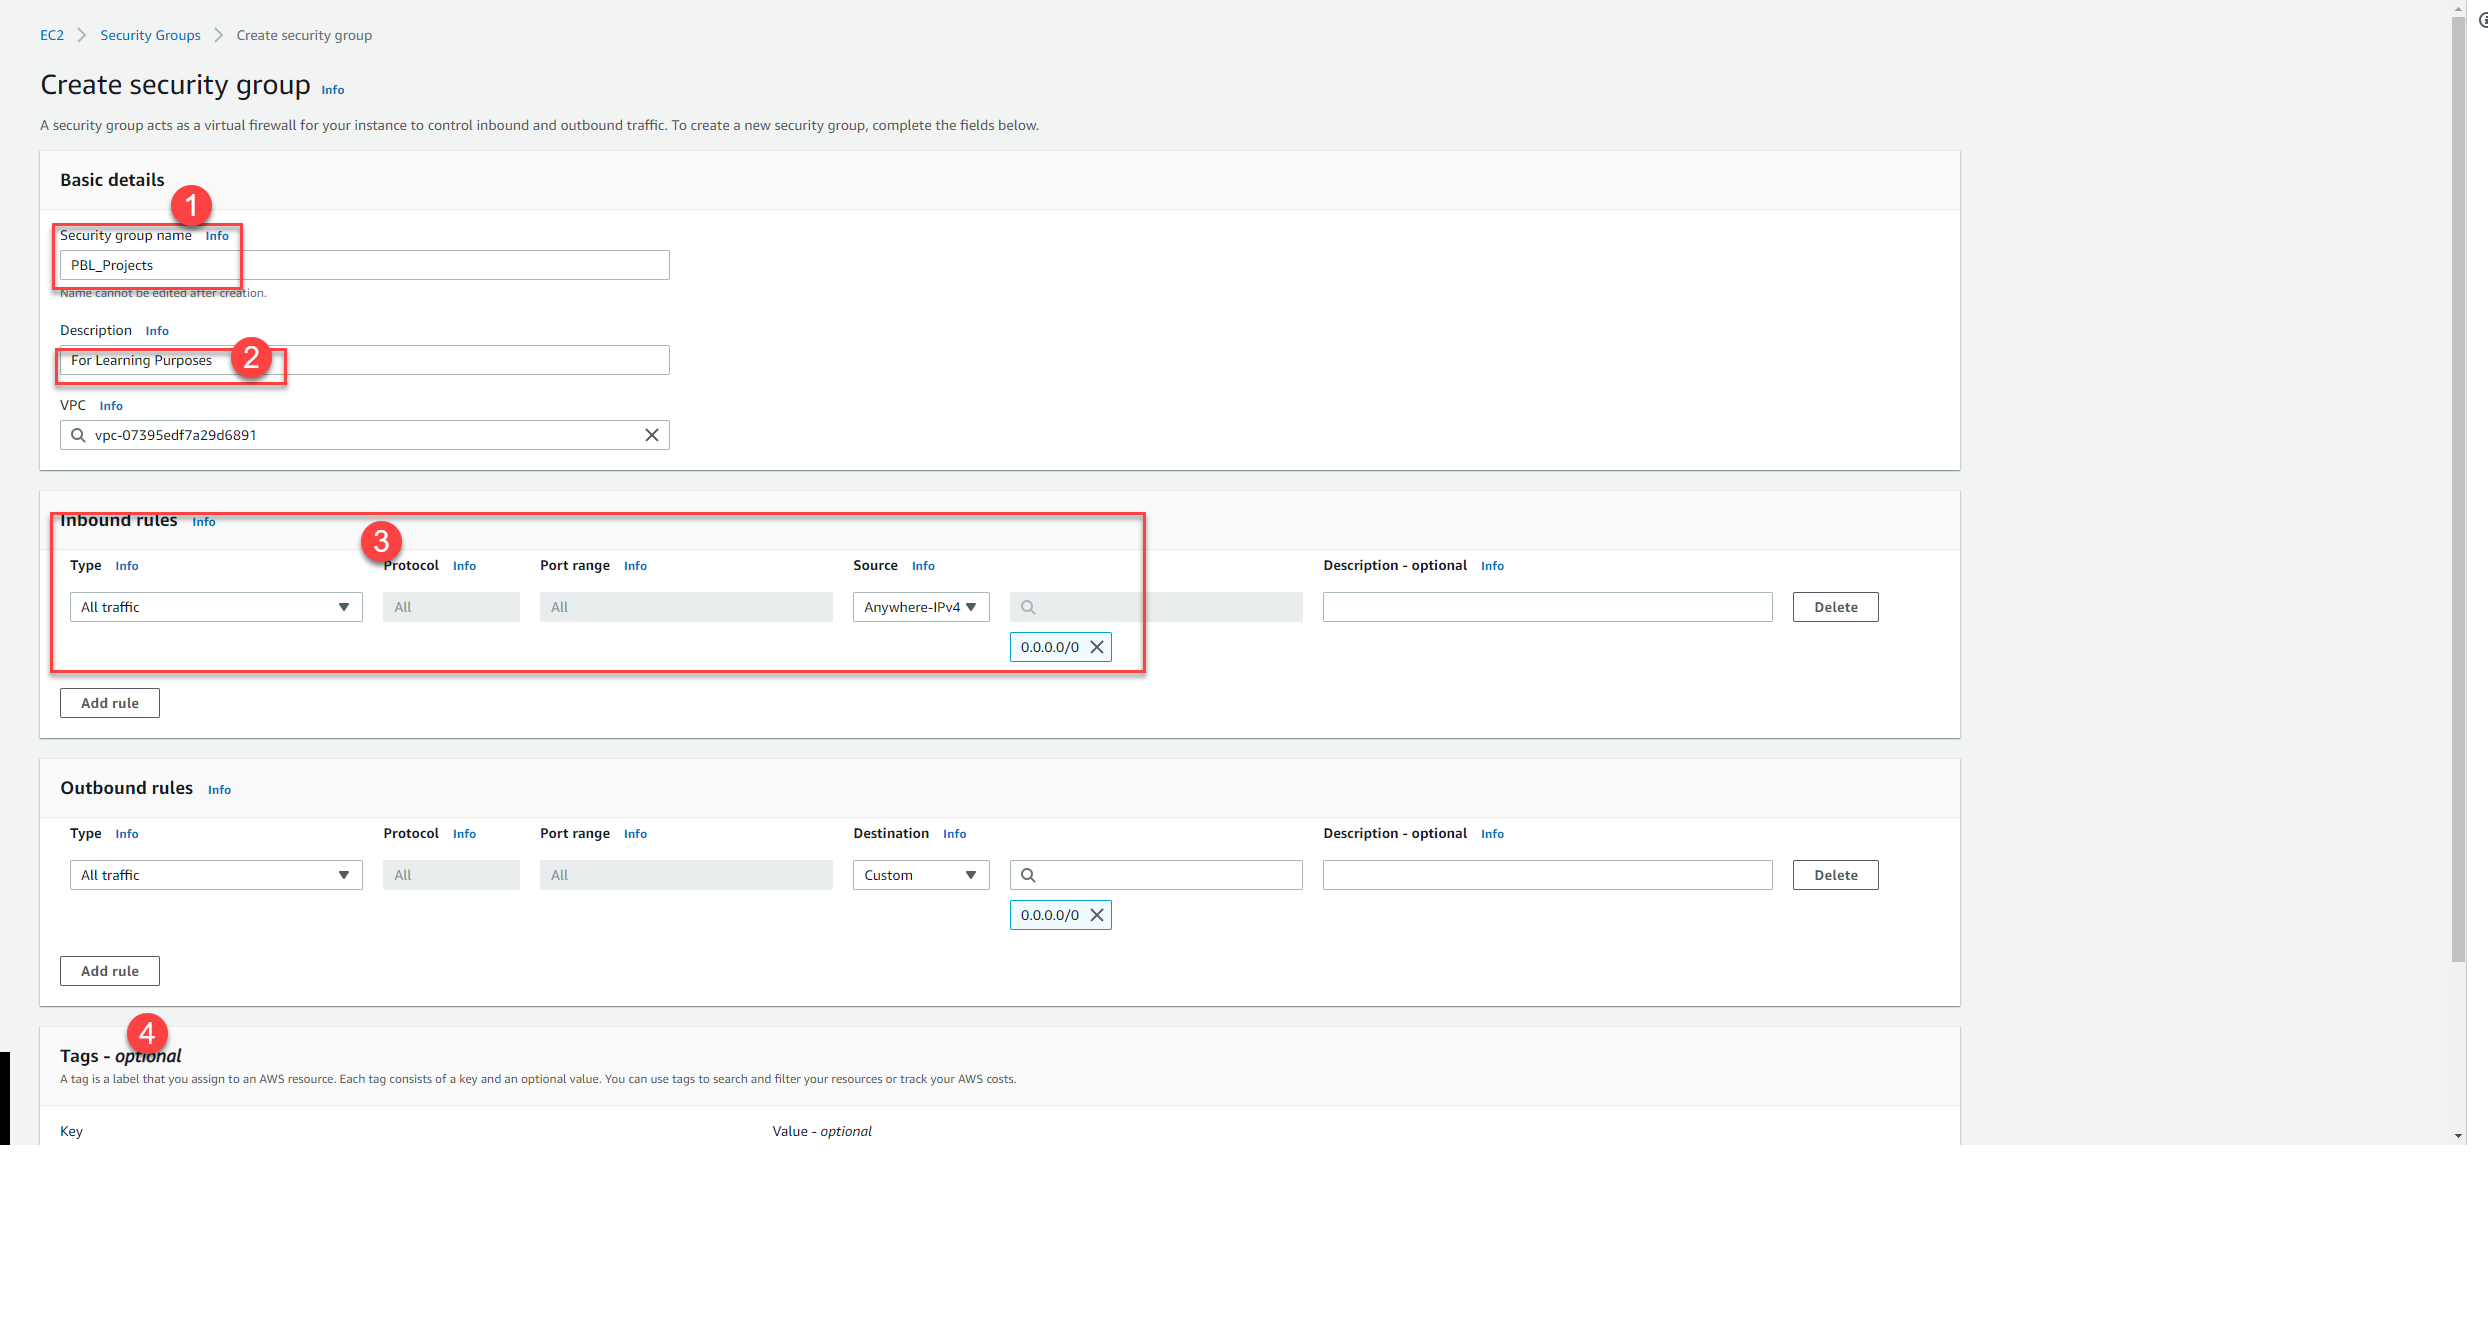 EC2 > Security Groups > Create security group
Create security group Info
A security group acts as a virtual firewall for your instance to control inbound and outbound traffic. To create a new security group, complete the fields below.
Basic details
1
Security group name Info
PBL_Projects
Name cannot be edited after creation.
Description Info
For Learning Purposes
2
VPC Info
vpc-07395edf7a29d6891
Inbound rules Info
3
Type Info Protocol Info Port range Info Source Info Description - optional Info
All traffic All All Anywhere-IPv4 Delete
0.0.0.0/0
Add rule
Outbound rules Info
Type Info Protocol Info Port range Info Destination Info Description - optional Info
All traffic All All Custom Delete
0.0.0.0/0
Add rule
4
Tags - optional
A tag is a label that you assign to an AWS resource. Each tag consists of a key and an optional value. You can use tags to search and filter your resources or track your AWS costs.
Key Value - optional